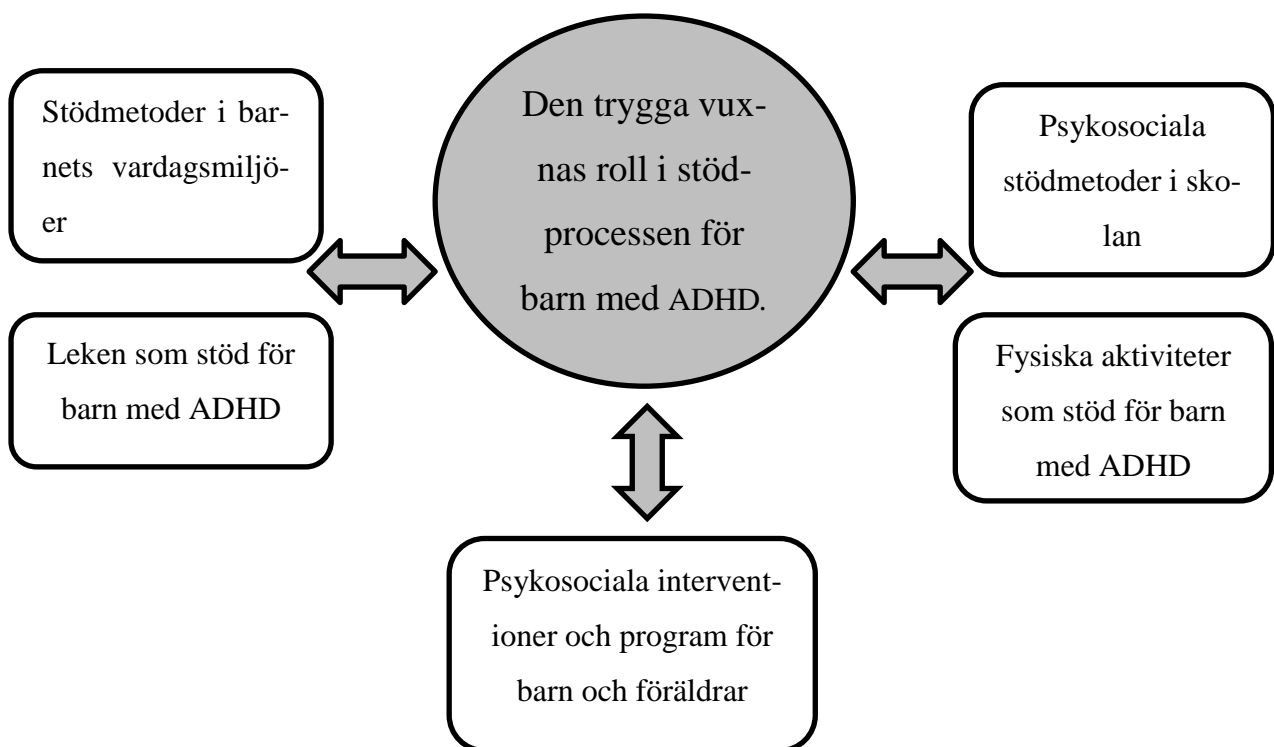 Stödmetoder i bar-
nets vardagsmiljö-
er
Leken som stöd för
barn med ADHD
Den trygga vux-
nas roll i stöd-
processen för
barn med ADHD.
Psykosociala
stödmetoder i sko-
lan
Fysiska aktiviteter
som stöd för barn
med ADHD
Psykosociala intervent-
ioner och program för
barn och föräldrar